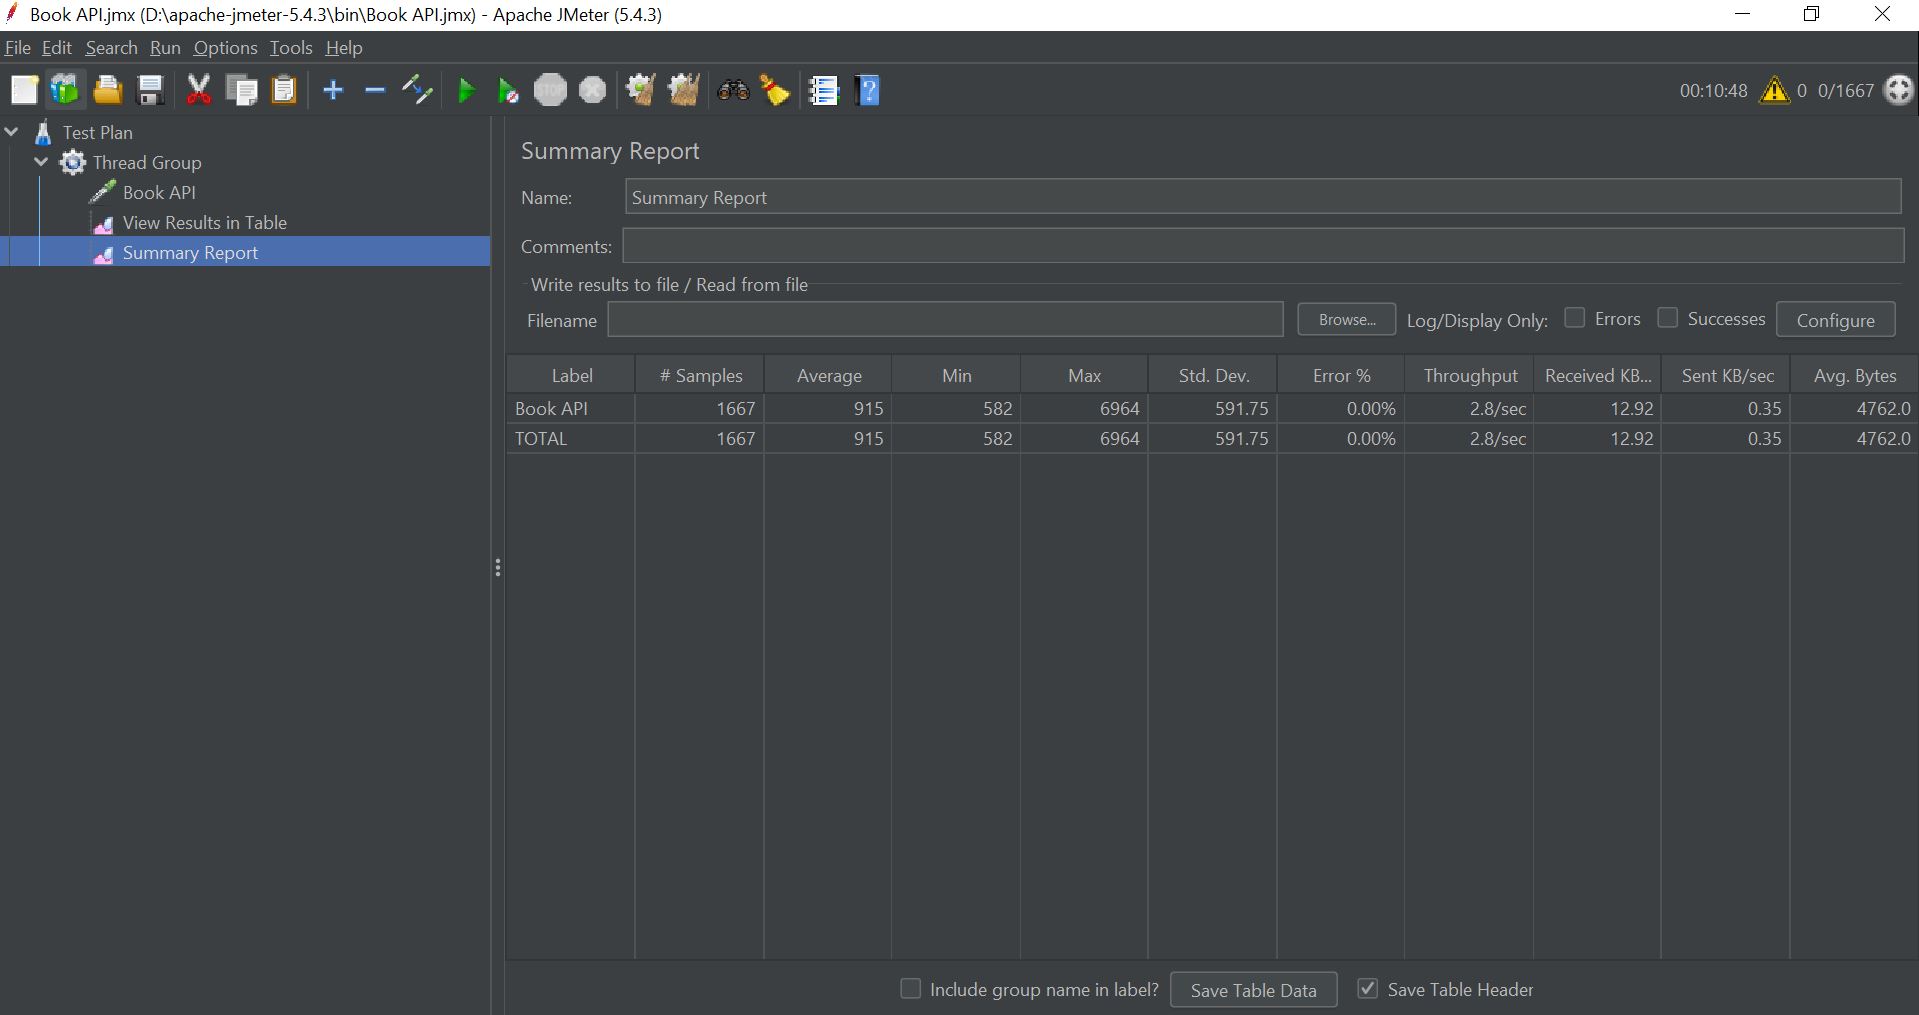 Book API.jmx (D:\apache-jmeter-5.4.3\bin\Book API.jmx) - Apache JMeter (5.4.3)
File Edit Search Run Options Tools Help
STOP
00:10:48 0 0/1667
Test Plan
Thread Group
Book API
View Results in Table
Summary Report
Summary Report
Name: Summary Report
Comments:
Write results to file / Read from file
Filename Browse... Log/Display Only: Errors Successes Configure
Label # Samples Average Min Max Std. Dev. Error % Throughput Received KB... Sent KB/sec Avg. Bytes
Book API 1667 915 582 6964 591.75 0.00% 2.8/sec 12.92 0.35 4762.0
TOTAL 1667 915 582 6964 591.75 0.00% 2.8/sec 12.92 0.35 4762.0
Include group name in label? Save Table Data Save Table Header